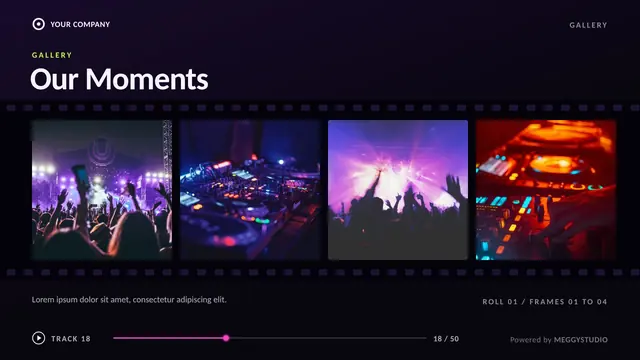 YOUR COMPANY
GALLERY
GALLERY
Our Moments
Lorem ipsum dolor sit amet, consectetur adipiscing elit.
ROLL 01 / FRAMES 01 TO 04
TRACK 18
18 / 50
Powered by MEGGYSTUDIO